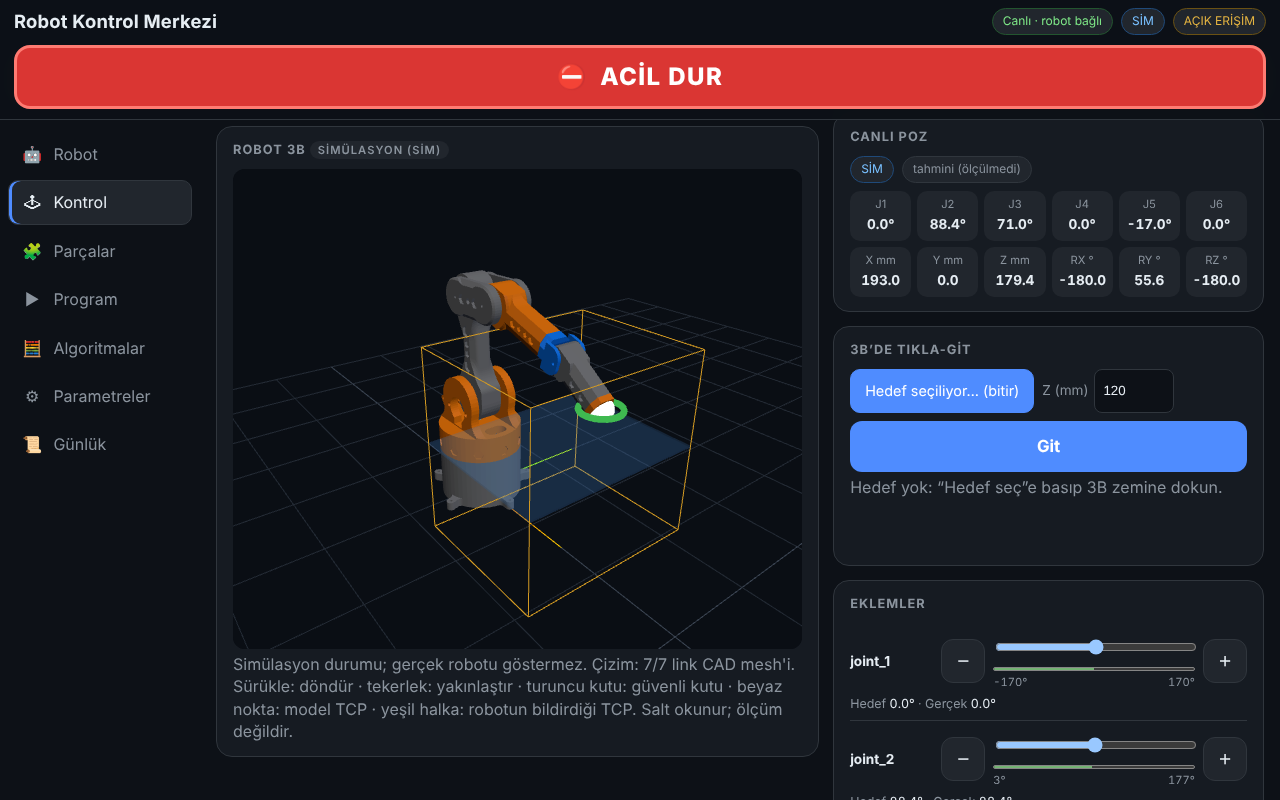 Robot Kontrol Merkezi
Canlı · robot bağlı
SİM
AÇIK ERİŞİM
ACİL DUR
Robot
Kontrol
Parçalar
Program
Algoritmalar
Parametreler
Günlük
ROBOT 3B SİMÜLASYON (SİM)
Simülasyon durumu; gerçek robotu göstermez. Çizim: 7/7 link CAD mesh'i.
Sürükle: döndür · tekerlek: yakınlaştır · turuncu kutu: güvenli kutu · beyaz
nokta: model TCP · yeşil halka: robotun bildirdiği TCP. Salt okunur; ölçüm
değildir.
CANLI POZ
SİM
tahmini (ölçülmedi)
J1 J2 J3 J4 J5 J6
0.0° 88.4° 71.0° 0.0° -17.0° 0.0°
X mm Y mm Z mm RX ° RY ° RZ °
193.0 0.0 179.4 -180.0 55.6 -180.0
3B’DE TIKLA-GİT
Hedef seçiliyor… (bitir) Z (mm) 120
Git
Hedef yok: “Hedef seç”e basıp 3B zemine dokun.
EKLEMLER
joint_1 − +
-170° 170°
Hedef 0.0° · Gerçek 0.0°
joint_2 − +
3° 177°
Hedef 88.4° · Gerçek 88.4°